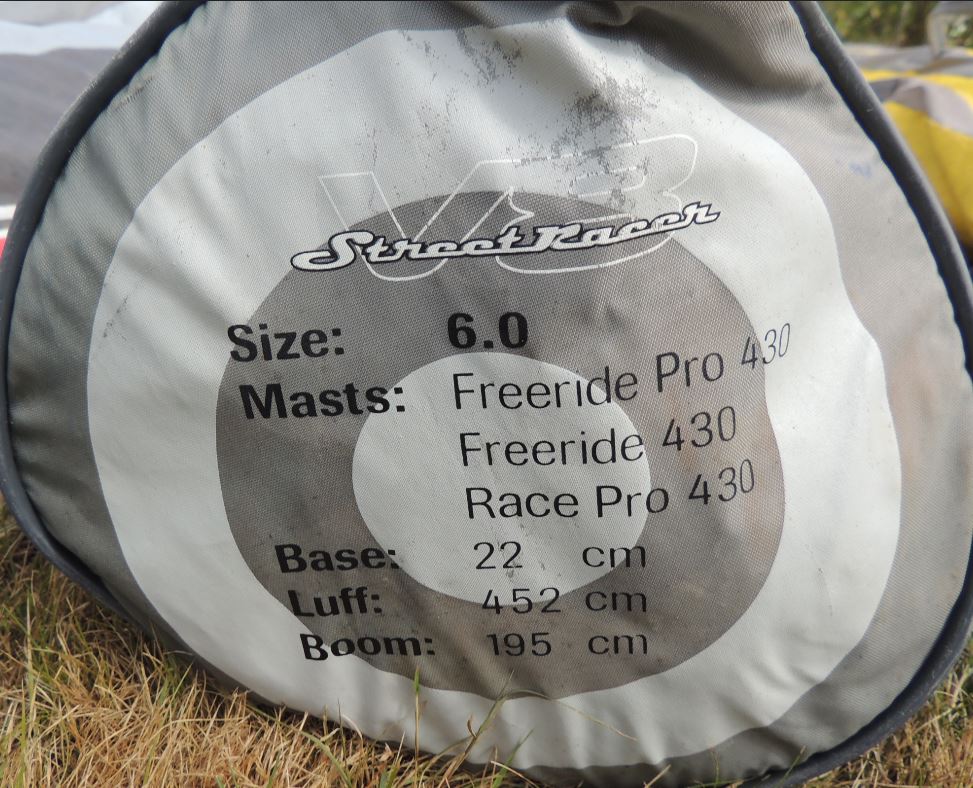 V8
StreetRacer
Size: 6.0
Masts: Freeride Pro 430
Freeride 430
Race Pro 430
Base: 22 cm
Luff: 452 cm
Boom: 195 cm